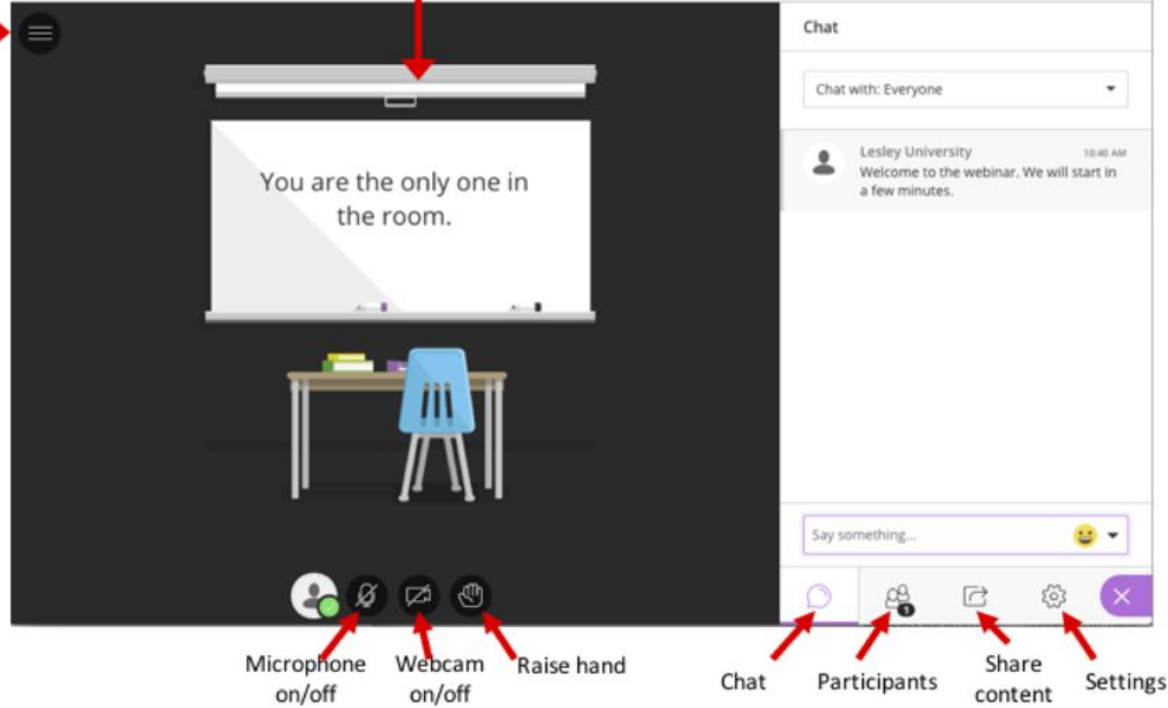 Chat
Chat with: Everyone
Lesley University 10:40 AM
Welcome to the webinar. We will start in
a few minutes.
You are the only one in
the room.
Say something...
1
Microphone
on/off
Webcam
on/off
Raise hand
Chat
Participants
Share
content
Settings